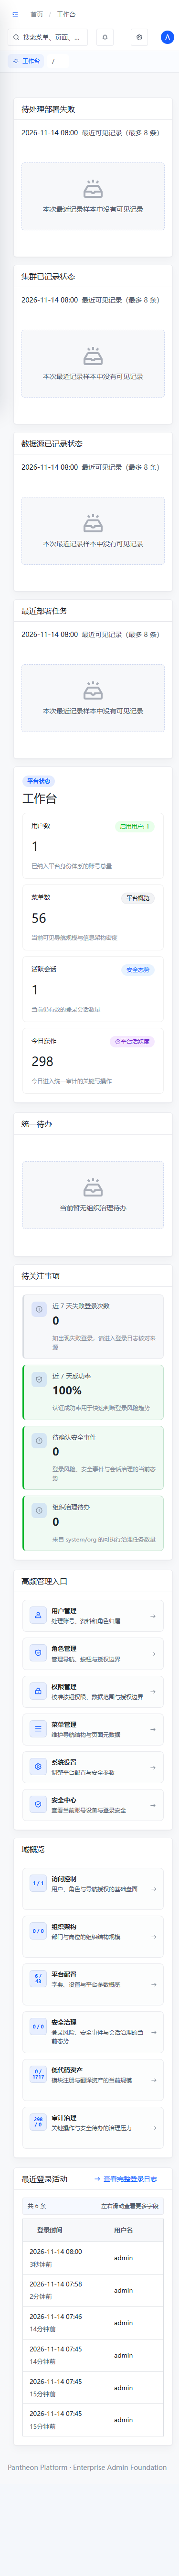 首页 / 工作台
搜索菜单、页面、...
A
工作台 /
待处理部署失败
2026-11-14 08:00 最近可见记录（最多 8 条）
本次最近记录样本中没有可见记录
集群已记录状态
2026-11-14 08:00 最近可见记录（最多 8 条）
本次最近记录样本中没有可见记录
数据源已记录状态
2026-11-14 08:00 最近可见记录（最多 8 条）
本次最近记录样本中没有可见记录
最近部署任务
2026-11-14 08:00 最近可见记录（最多 8 条）
本次最近记录样本中没有可见记录
平台状态
工作台
用户数
启用用户: 1
1
已纳入平台身份体系的账号总量
菜单数
平台概览
56
当前可见导航规模与信息架构密度
活跃会话
安全态势
1
当前仍有效的登录会话数量
今日操作
平台活跃度
298
今日进入统一审计的关键写操作
统一待办
当前暂无组织治理待办
待关注事项
近 7 天失败登录次数
0
如出现失败登录，请进入登录日志核对来
源
近 7 天成功率
100%
认证成功率用于快速判断登录风险趋势
待确认安全事件
0
登录风险、安全事件与会话治理的当前态
势
组织治理待办
0
来自 system/org 的可执行治理任务数量
高频管理入口
用户管理
处理账号、资料和角色归属
角色管理
管理导航、按钮与授权边界
权限管理
校准按钮权限、数据范围与授权边界
菜单管理
维护导航结构与页面元数据
系统设置
调整平台配置与安全参数
安全中心
查看当前账号设备与登录安全
域概览
1 / 1
访问控制
用户、角色与导航授权的基础盘面
0 / 0
组织架构
部门与岗位的组织结构规模
6 /
43
平台配置
字典、设置与平台参数概览
0 / 0
安全治理
登录风险、安全事件与会话治理的当
前态势
0 /
1717
低代码资产
模块注册与翻译资产的当前规模
298
/ 0
审计治理
关键操作与安全待办的治理压力
最近登录活动
查看完整登录日志
共 6 条
左右滑动查看更多字段
登录时间 用户名
2026-11-14 08:00
3秒钟前
admin
2026-11-14 07:58
2分钟前
admin
2026-11-14 07:46
14分钟前
admin
2026-11-14 07:45
14分钟前
admin
2026-11-14 07:45
15分钟前
admin
2026-11-14 07:45
15分钟前
admin
Pantheon Platform · Enterprise Admin Foundation